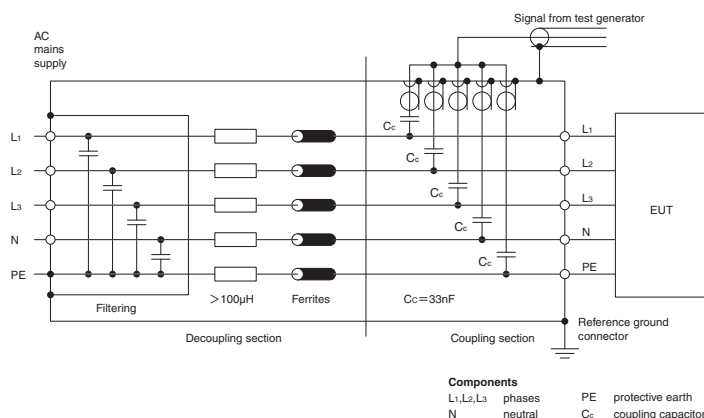 Signal from test generator
AC
mains
supply
L1
L2
L3
N
PE
Cc
Cc
Cc
Cc
Cc
L1
L2
L3
N
PE
EUT
Filtering
>100µH
Ferrites
Cc=33nF
Decoupling section
Coupling section
Reference ground
connector
Components
L1,L2,L3 phases PE protective earth
N neutral Cc coupling capacitor